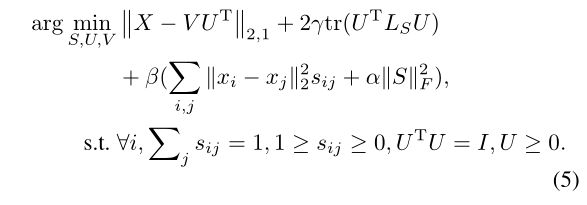 arg min_{S,U,V} ‖X − VU^T‖_{2,1} + 2γtr(U^T L_S U)
+ β(∑_{i,j} ‖x_i − x_j‖_2^2 s_{ij} + α‖S‖_F^2),
s.t. ∀i, ∑_j s_{ij} = 1, 1 ≥ s_{ij} ≥ 0, U^T U = I, U ≥ 0.
(5)